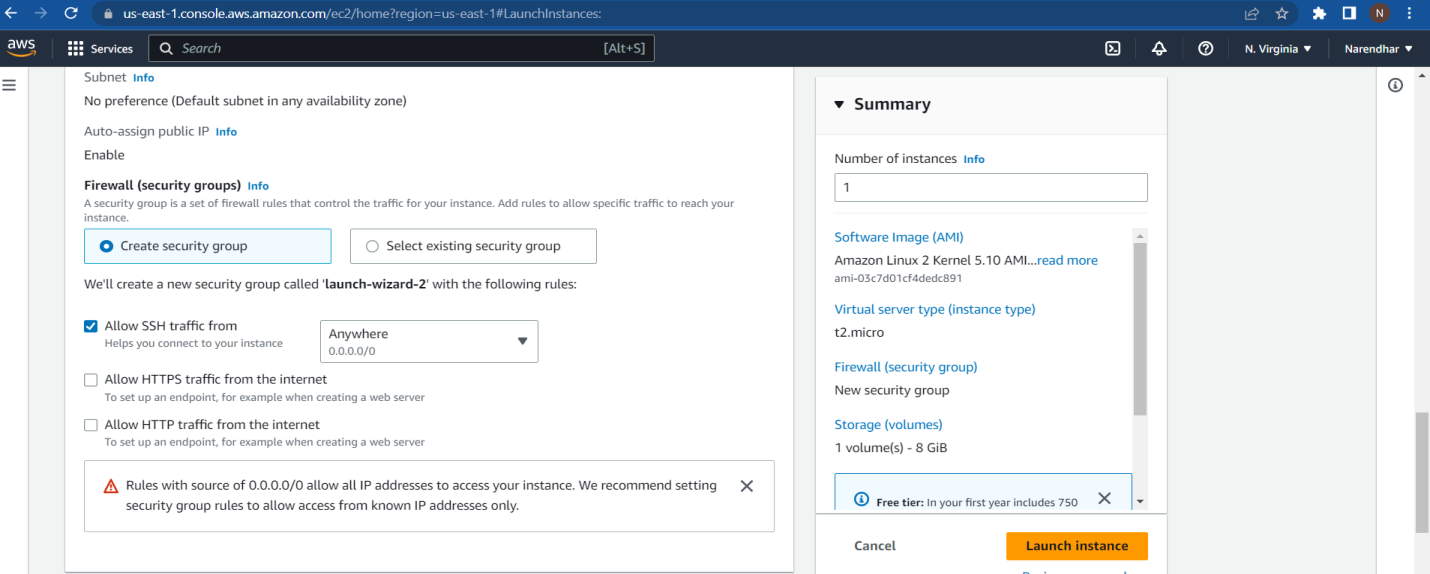 us-east-1.console.aws.amazon.com/ec2/home?region=us-east-1#LaunchInstances:
N
aws
Services
Search
[Alt+S]
N. Virginia
Narendhar
Subnet Info
No preference (Default subnet in any availability zone)
Auto-assign public IP Info
Enable
Firewall (security groups) Info
A security group is a set of firewall rules that control the traffic for your instance. Add rules to allow specific traffic to reach your
instance.
Create security group
Select existing security group
We'll create a new security group called 'launch-wizard-2' with the following rules:
Allow SSH traffic from
Helps you connect to your instance
Anywhere
0.0.0.0/0
Allow HTTPS traffic from the internet
To set up an endpoint, for example when creating a web server
Allow HTTP traffic from the internet
To set up an endpoint, for example when creating a web server
Rules with source of 0.0.0.0/0 allow all IP addresses to access your instance. We recommend setting
security group rules to allow access from known IP addresses only.
Summary
Number of instances Info
1
Software Image (AMI)
Amazon Linux 2 Kernel 5.10 AMI...read more
ami-03c7d01cf4dedc891
Virtual server type (instance type)
t2.micro
Firewall (security group)
New security group
Storage (volumes)
1 volume(s) - 8 GiB
Free tier: In your first year includes 750
Cancel
Launch instance